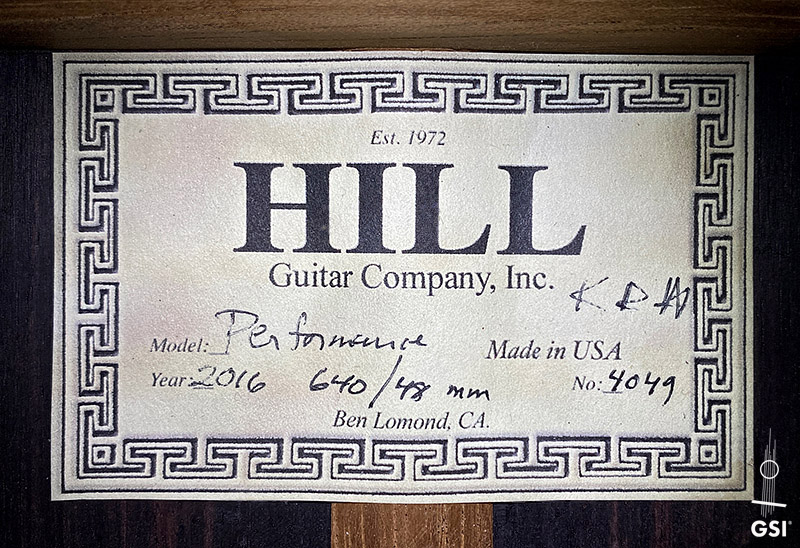 Est. 1972
HILL
Guitar Company, Inc.
KDH
Model: Performance
Made in USA
Year: 2016 640/48 mm No: 4049
Ben Lomond, CA.
GSI